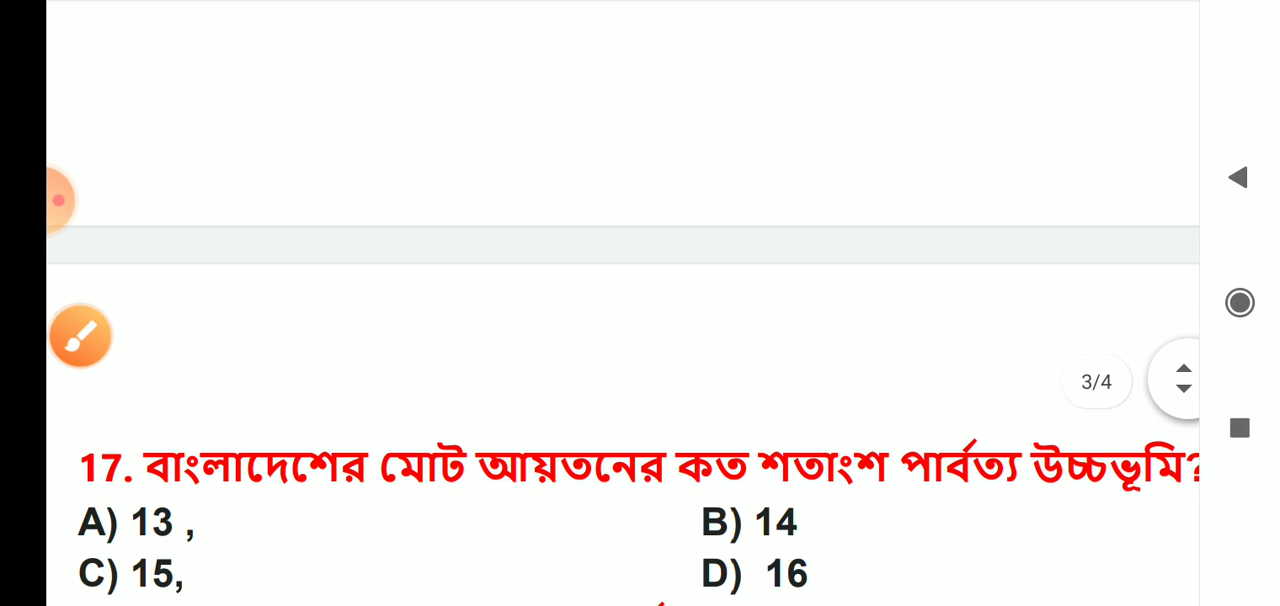 3/4
17. বাংলাদেশের মোট আয়তনের কত শতাংশ পার্বত্য উচ্চভূমি?
A) 13 , B) 14
C) 15, D) 16